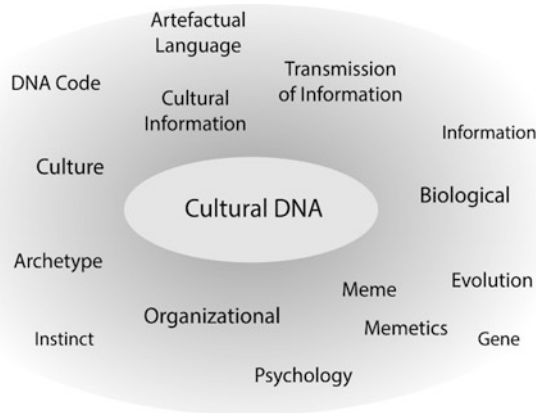 Artefactual
Language
DNA Code
Transmission
of Information
Cultural
Information
Information
Culture
Biological
Cultural DNA
Archetype
Evolution
Meme
Organizational
Memetics
Instinct
Gene
Psychology